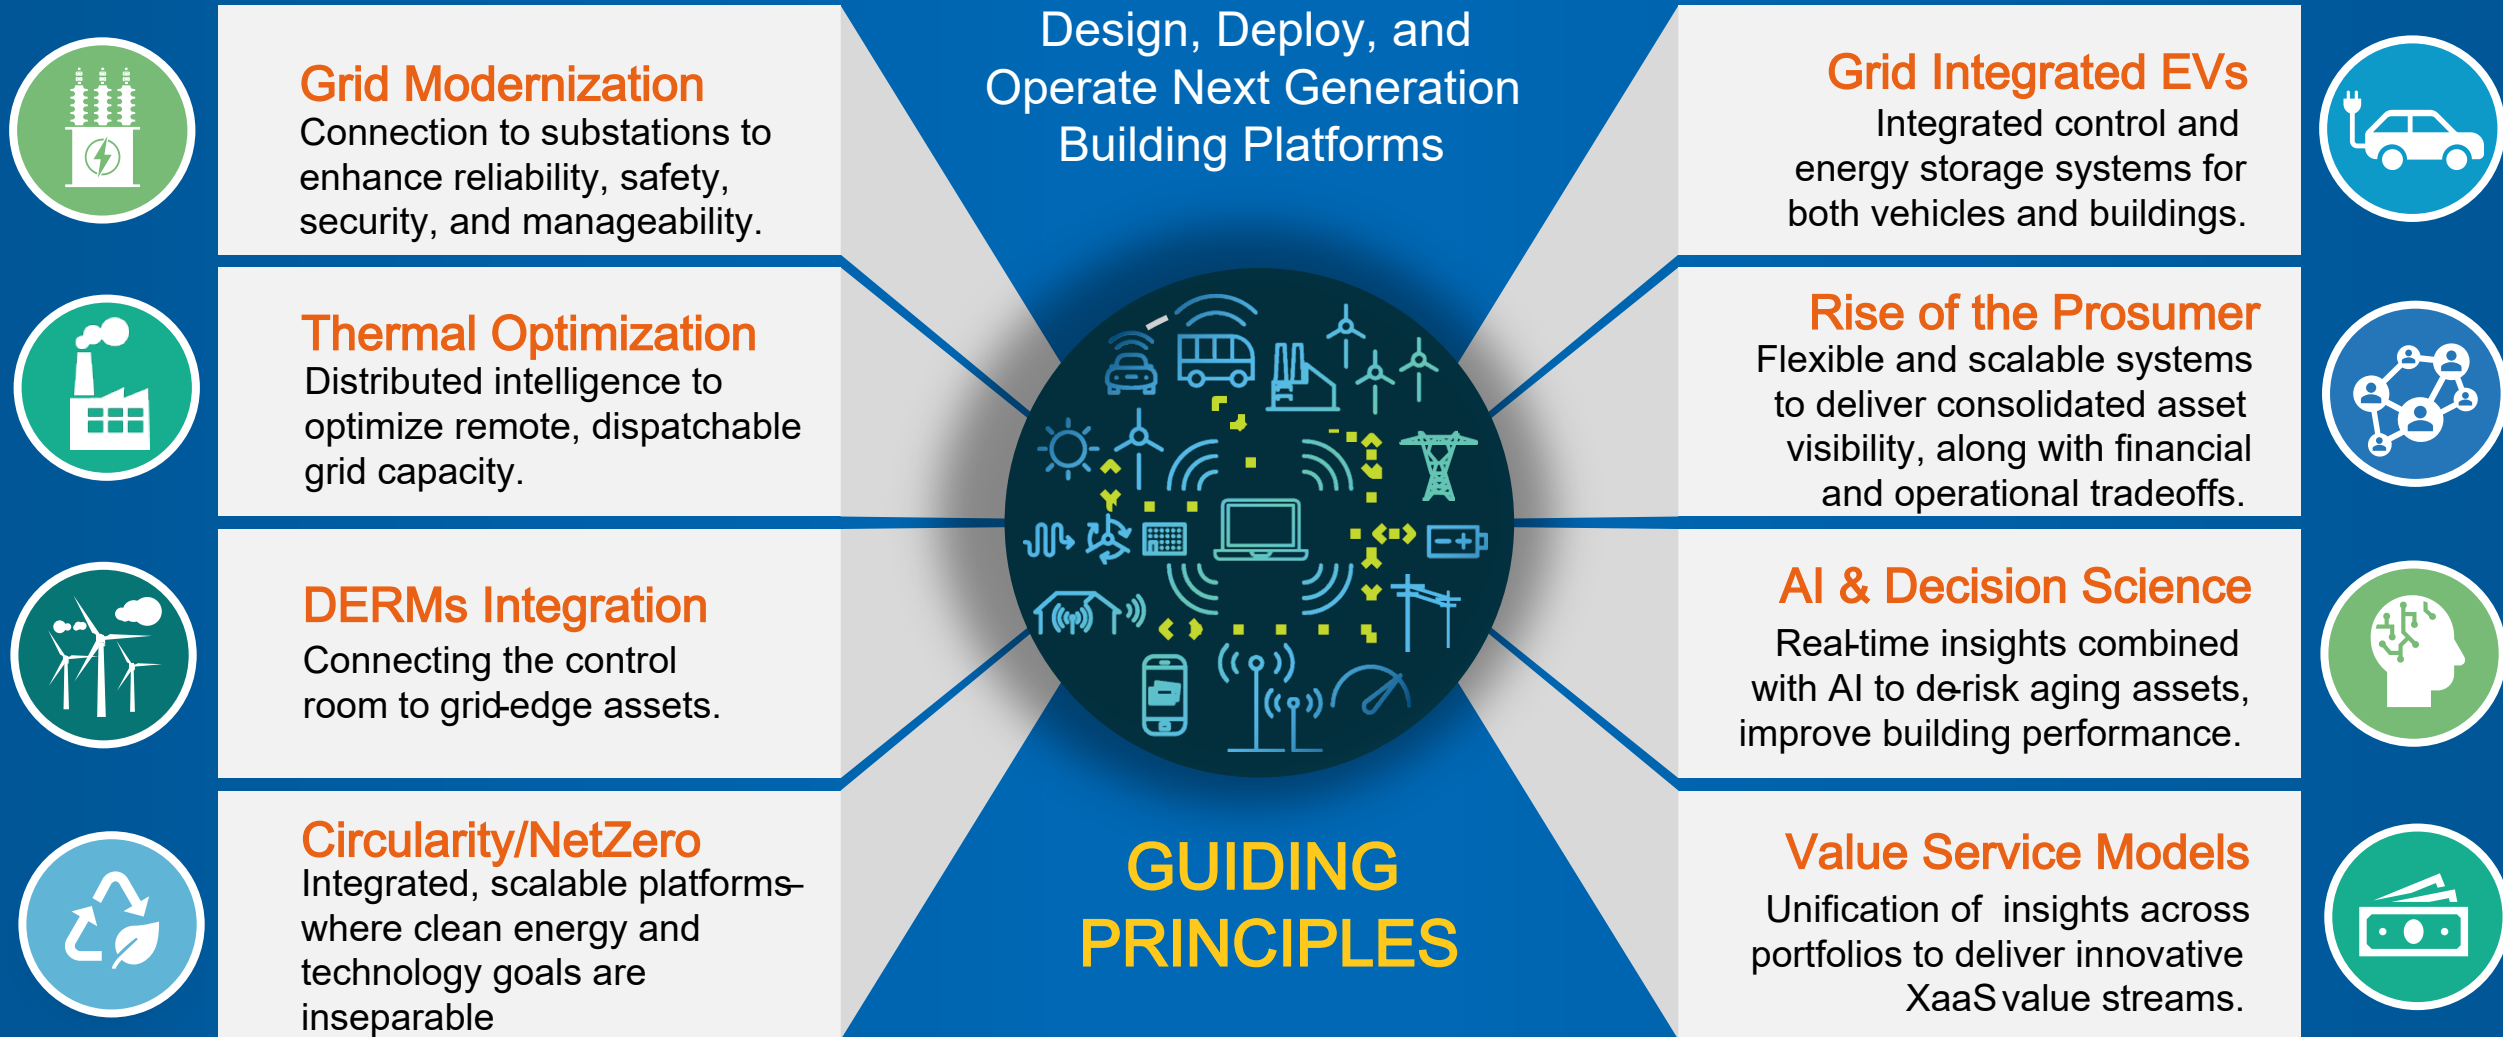 Design, Deploy, and
Operate Next Generation
Building Platforms
Grid Modernization
Connection to substations to
enhance reliability, safety,
security, and manageability.
Thermal Optimization
Distributed intelligence to
optimize remote, dispatchable
grid capacity.
DERMs Integration
Connecting the control
room to grid-edge assets.
Circularity/NetZero
Integrated, scalable platforms–
where clean energy and
technology goals are
inseparable
Grid Integrated EVs
Integrated control and
energy storage systems for
both vehicles and buildings.
Rise of the Prosumer
Flexible and scalable systems
to deliver consolidated asset
visibility, along with financial
and operational tradeoffs.
AI & Decision Science
Real-time insights combined
with AI to de-risk aging assets,
improve building performance.
Value Service Models
Unification of insights across
portfolios to deliver innovative
XaaS value streams.
GUIDING
PRINCIPLES